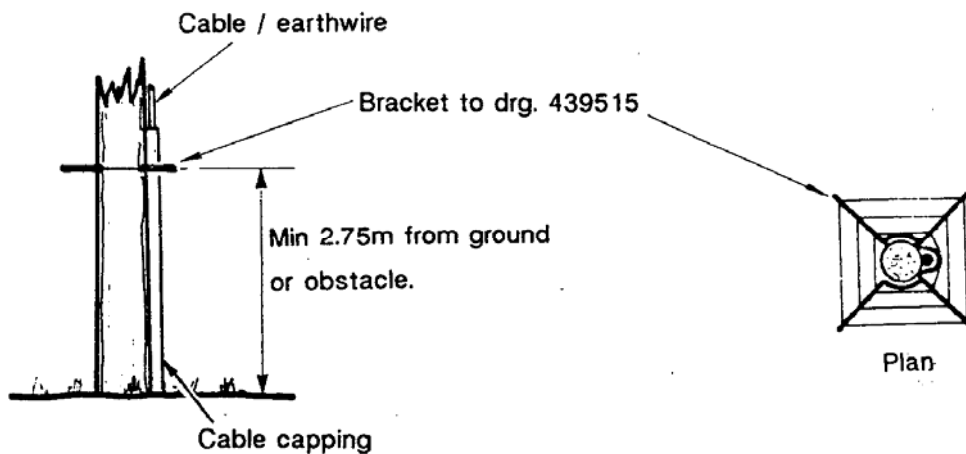 Cable / earthwire
Bracket to drg. 439515
Min 2.75m from ground
or obstacle.
Plan
Cable capping